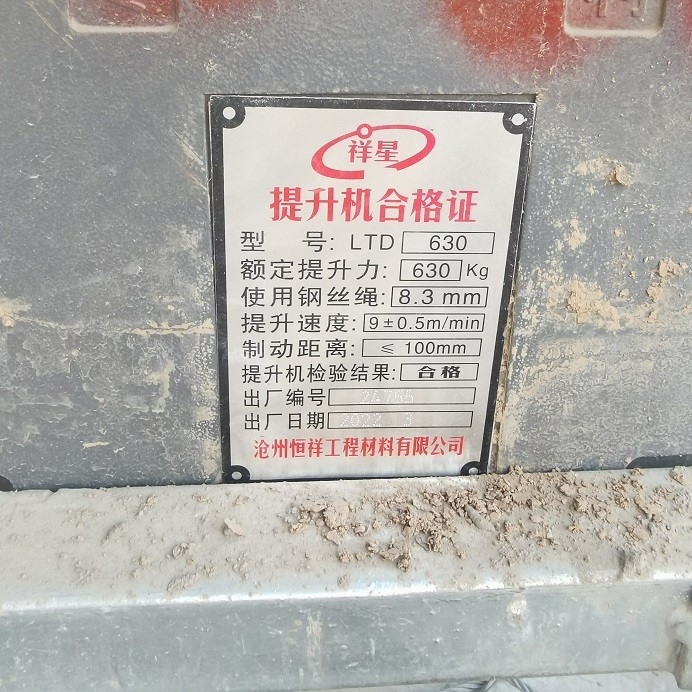 祥星
提升机合格证
型 号: LTD 630
额定提升力: 630 Kg
使用钢丝绳: 8.3 mm
提升速度: 9±0.5m/min
制动距离: ≤ 100mm
提升机检验结果: 合格
出厂编号
出厂日期 2022 3
沧州恒祥工程材料有限公司